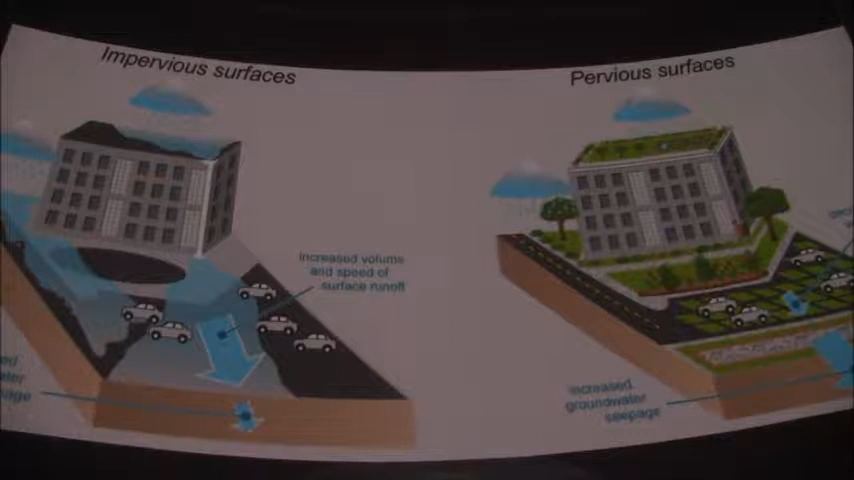 Impervious surfaces
Pervious surfaces
increased volume
and speed of
surface runoff
increased
groundwater
seepage